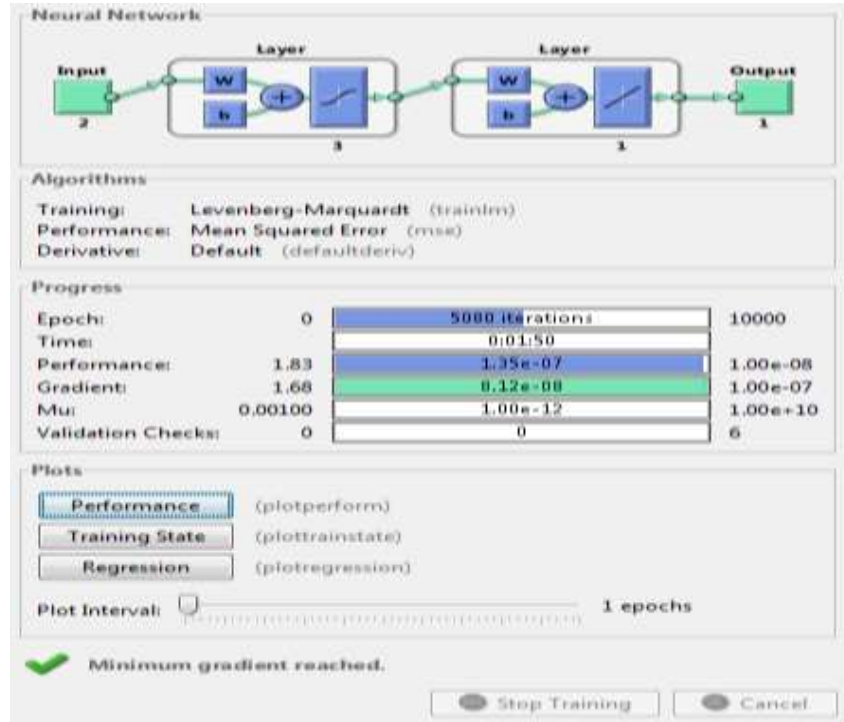 Neural Network
Layer Layer
Input Output
W W
b b
+ +
2 3 1 1
Algorithms
Training: Levenberg-Marquardt (trainlm)
Performance: Mean Squared Error (mse)
Derivative: Default (defaultderiv)
Progress
Epoch: 0 5080 iterations 10000
Time: 0:01:50
Performance: 1.83 1.35e-07 1.00e-08
Gradient: 1.68 8.12e-08 1.00e-07
Mu: 0.00100 1.00e-12 1.00e+10
Validation Checks: 0 0 6
Plots
Performance (plotperform)
Training State (plottrainstate)
Regression (plotregression)
Plot Interval: 1 epochs
Minimum gradient reached.
Stop Training Cancel